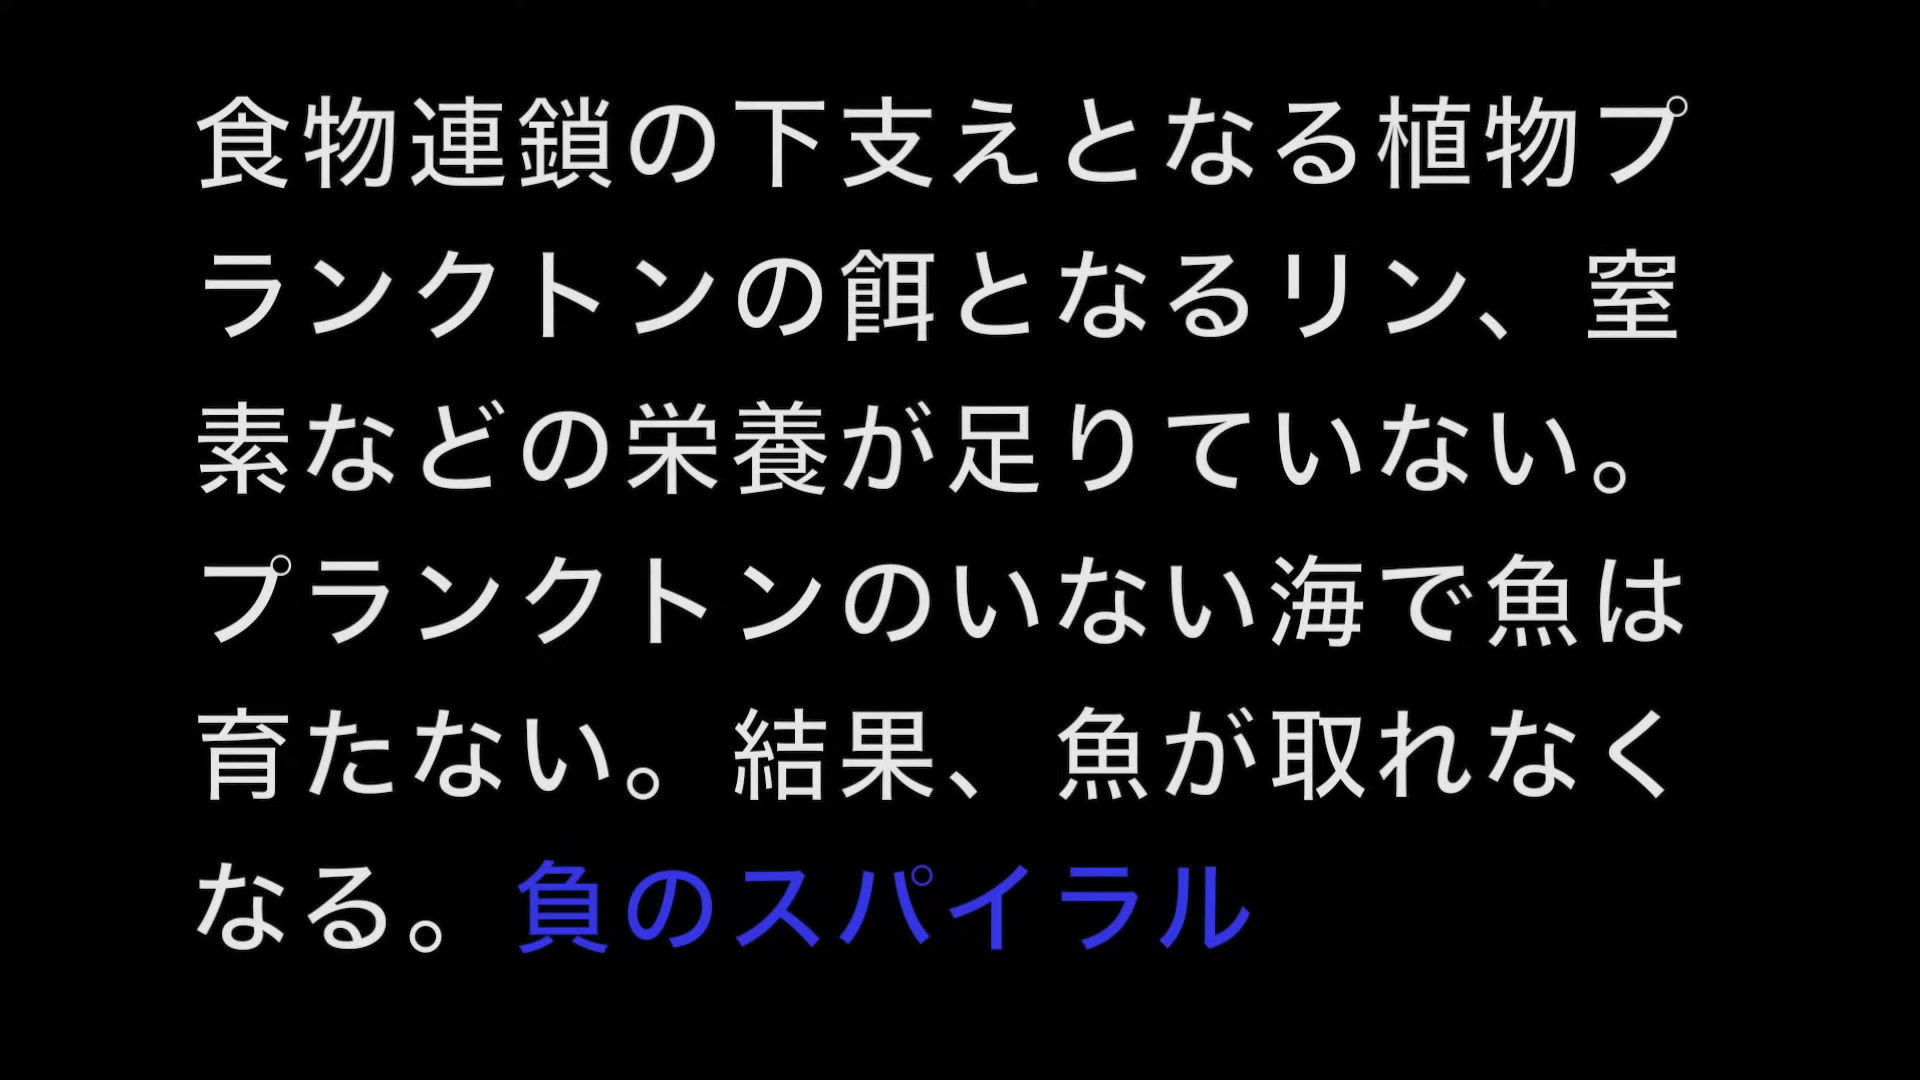 食物連鎖の下支えとなる植物プ
ランクトンの餌となるリン、窒
素などの栄養が足りていない。
プランクトンのいない海で魚は
育たない。結果、魚が取れなく
なる。負のスパイラル